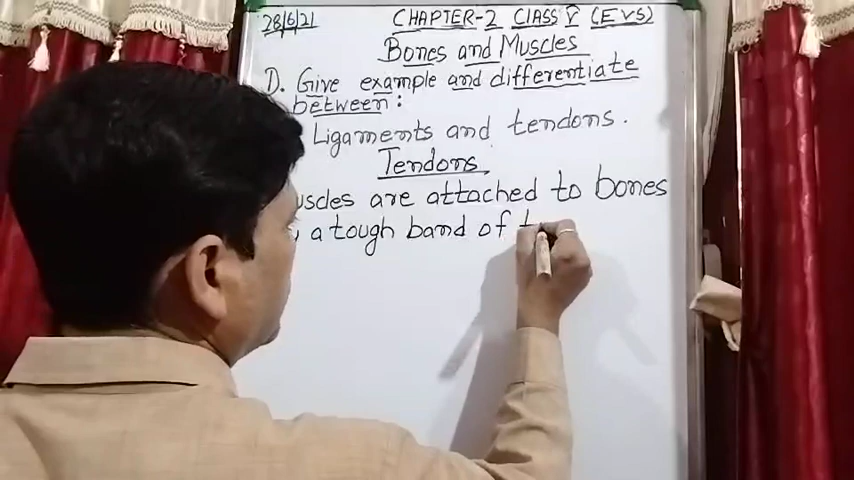 28/6/21 CHAPTER-2 CLASS V (EVS)
Bones and Muscles
D. Give example and differentiate
between :
Ligaments and tendons.
Tendons
uscles are attached to bones
a tough band of t